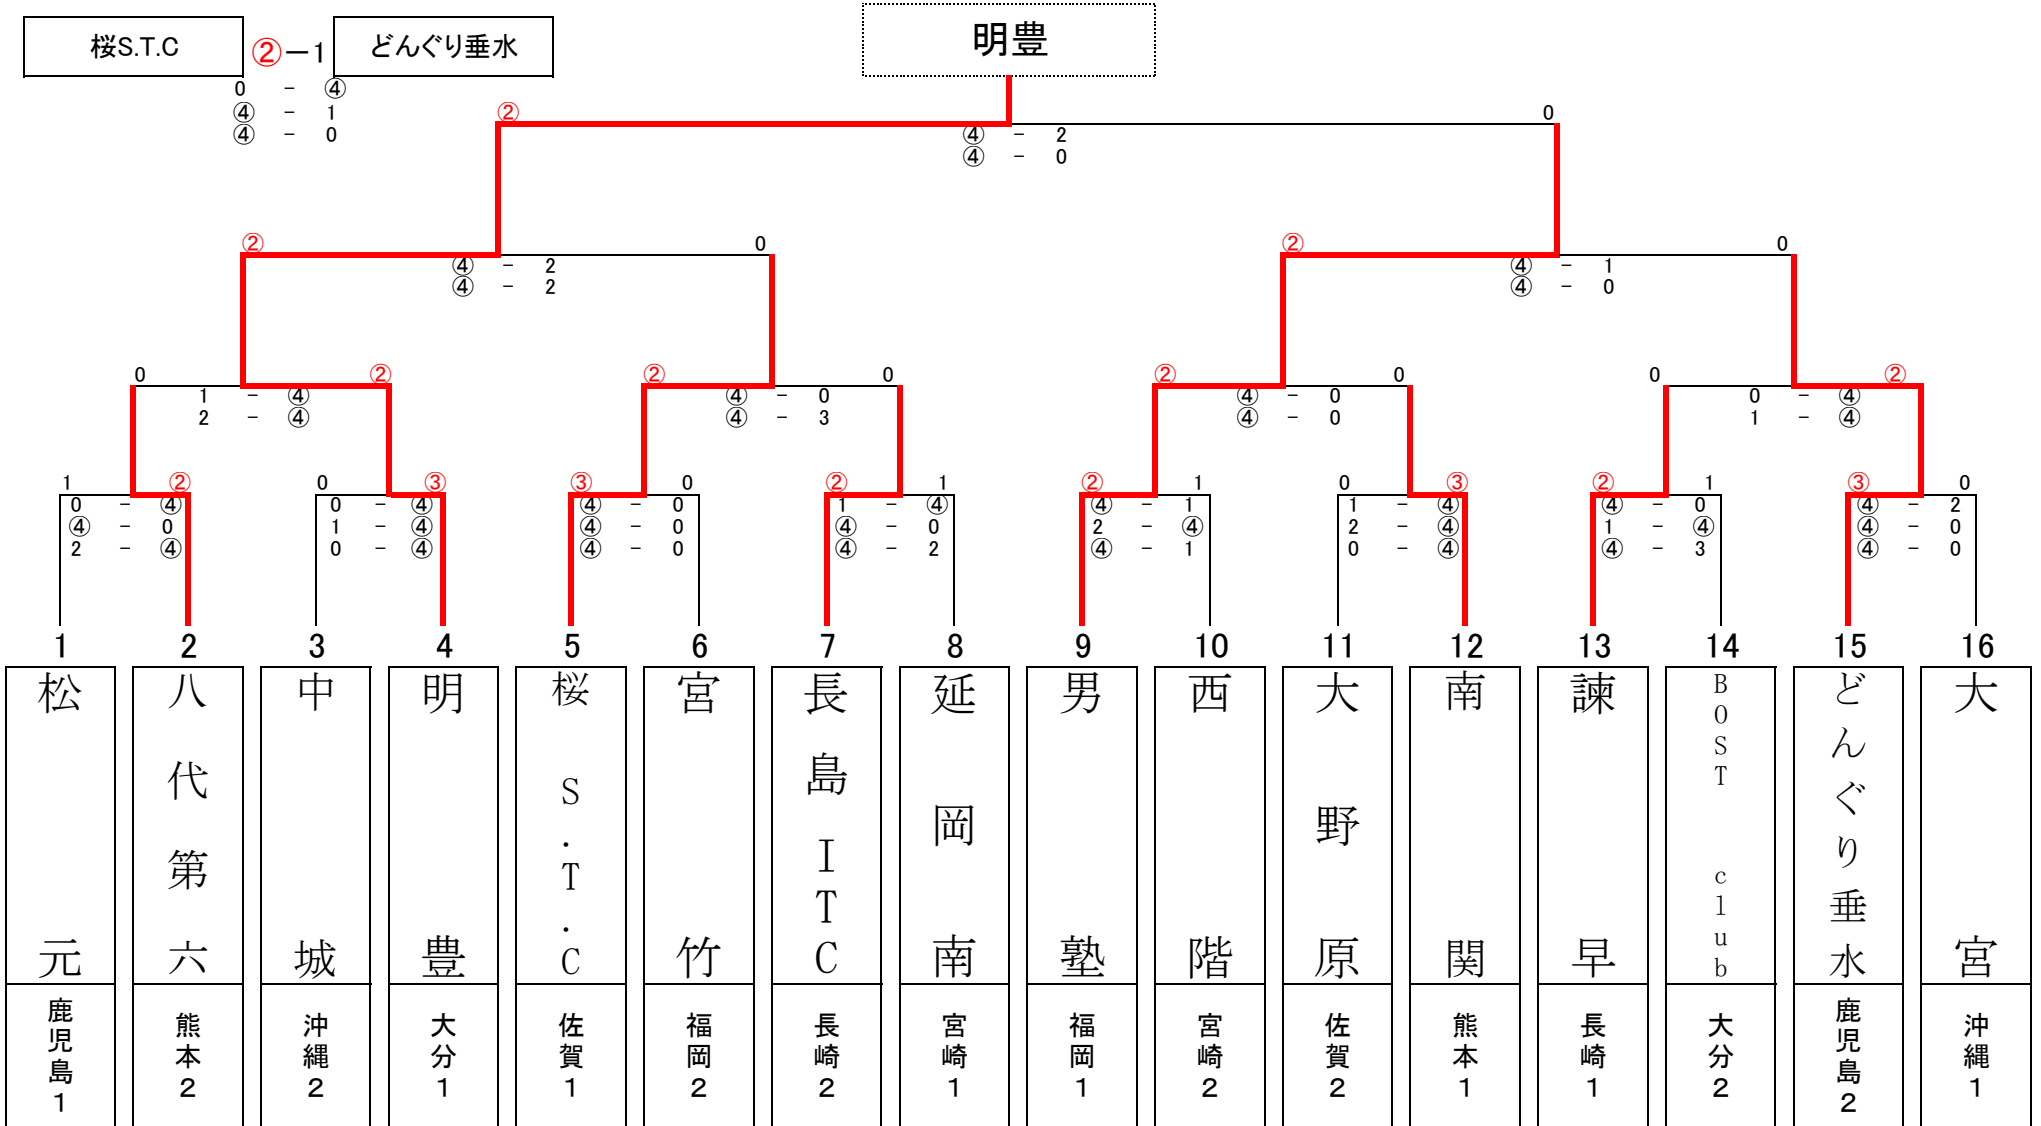 桜S.T.C ②－1 どんぐり垂水
明豊
0 - ④
④ - 1
④ - 0
② 0
④ - 2
④ - 0
② 0 ② 0
④ - 2 ④ - 1
④ - 2 ④ - 0
0 ② ② 0 ② 0 0 ②
1 - ④ ④ - 0 ④ - 0 0 - ④
2 - ④ ④ - 3 ④ - 0 1 - ④
1 ② 0 ③ ③ 0 ② 1 ② 1 0 ③ ② 1 ③ 0
0 - ④ 0 - ④ ④ - 0 1 - ④ ④ - 1 1 - ④ ④ - 0 ④ - 2
④ - 0 1 - ④ ④ - 0 ④ - 0 2 - ④ 2 - ④ 1 - ④ ④ - 0
2 - ④ 0 - ④ ④ - 0 ④ - 2 ④ - 1 0 - ④ ④ - 3 ④ - 0
1 2 3 4 5 6 7 8 9 10 11 12 13 14 15 16
松元
八代第六
中城
明豊
桜 S.T.C
宮竹
長島ITC
延岡南
男塾
西階
大野原
南関
諫早
BOST club
どんぐり垂水
大宮
鹿児島1
熊本2
沖縄2
大分1
佐賀1
福岡2
長崎2
宮崎1
福岡1
宮崎2
佐賀2
熊本1
長崎1
大分2
鹿児島2
沖縄1